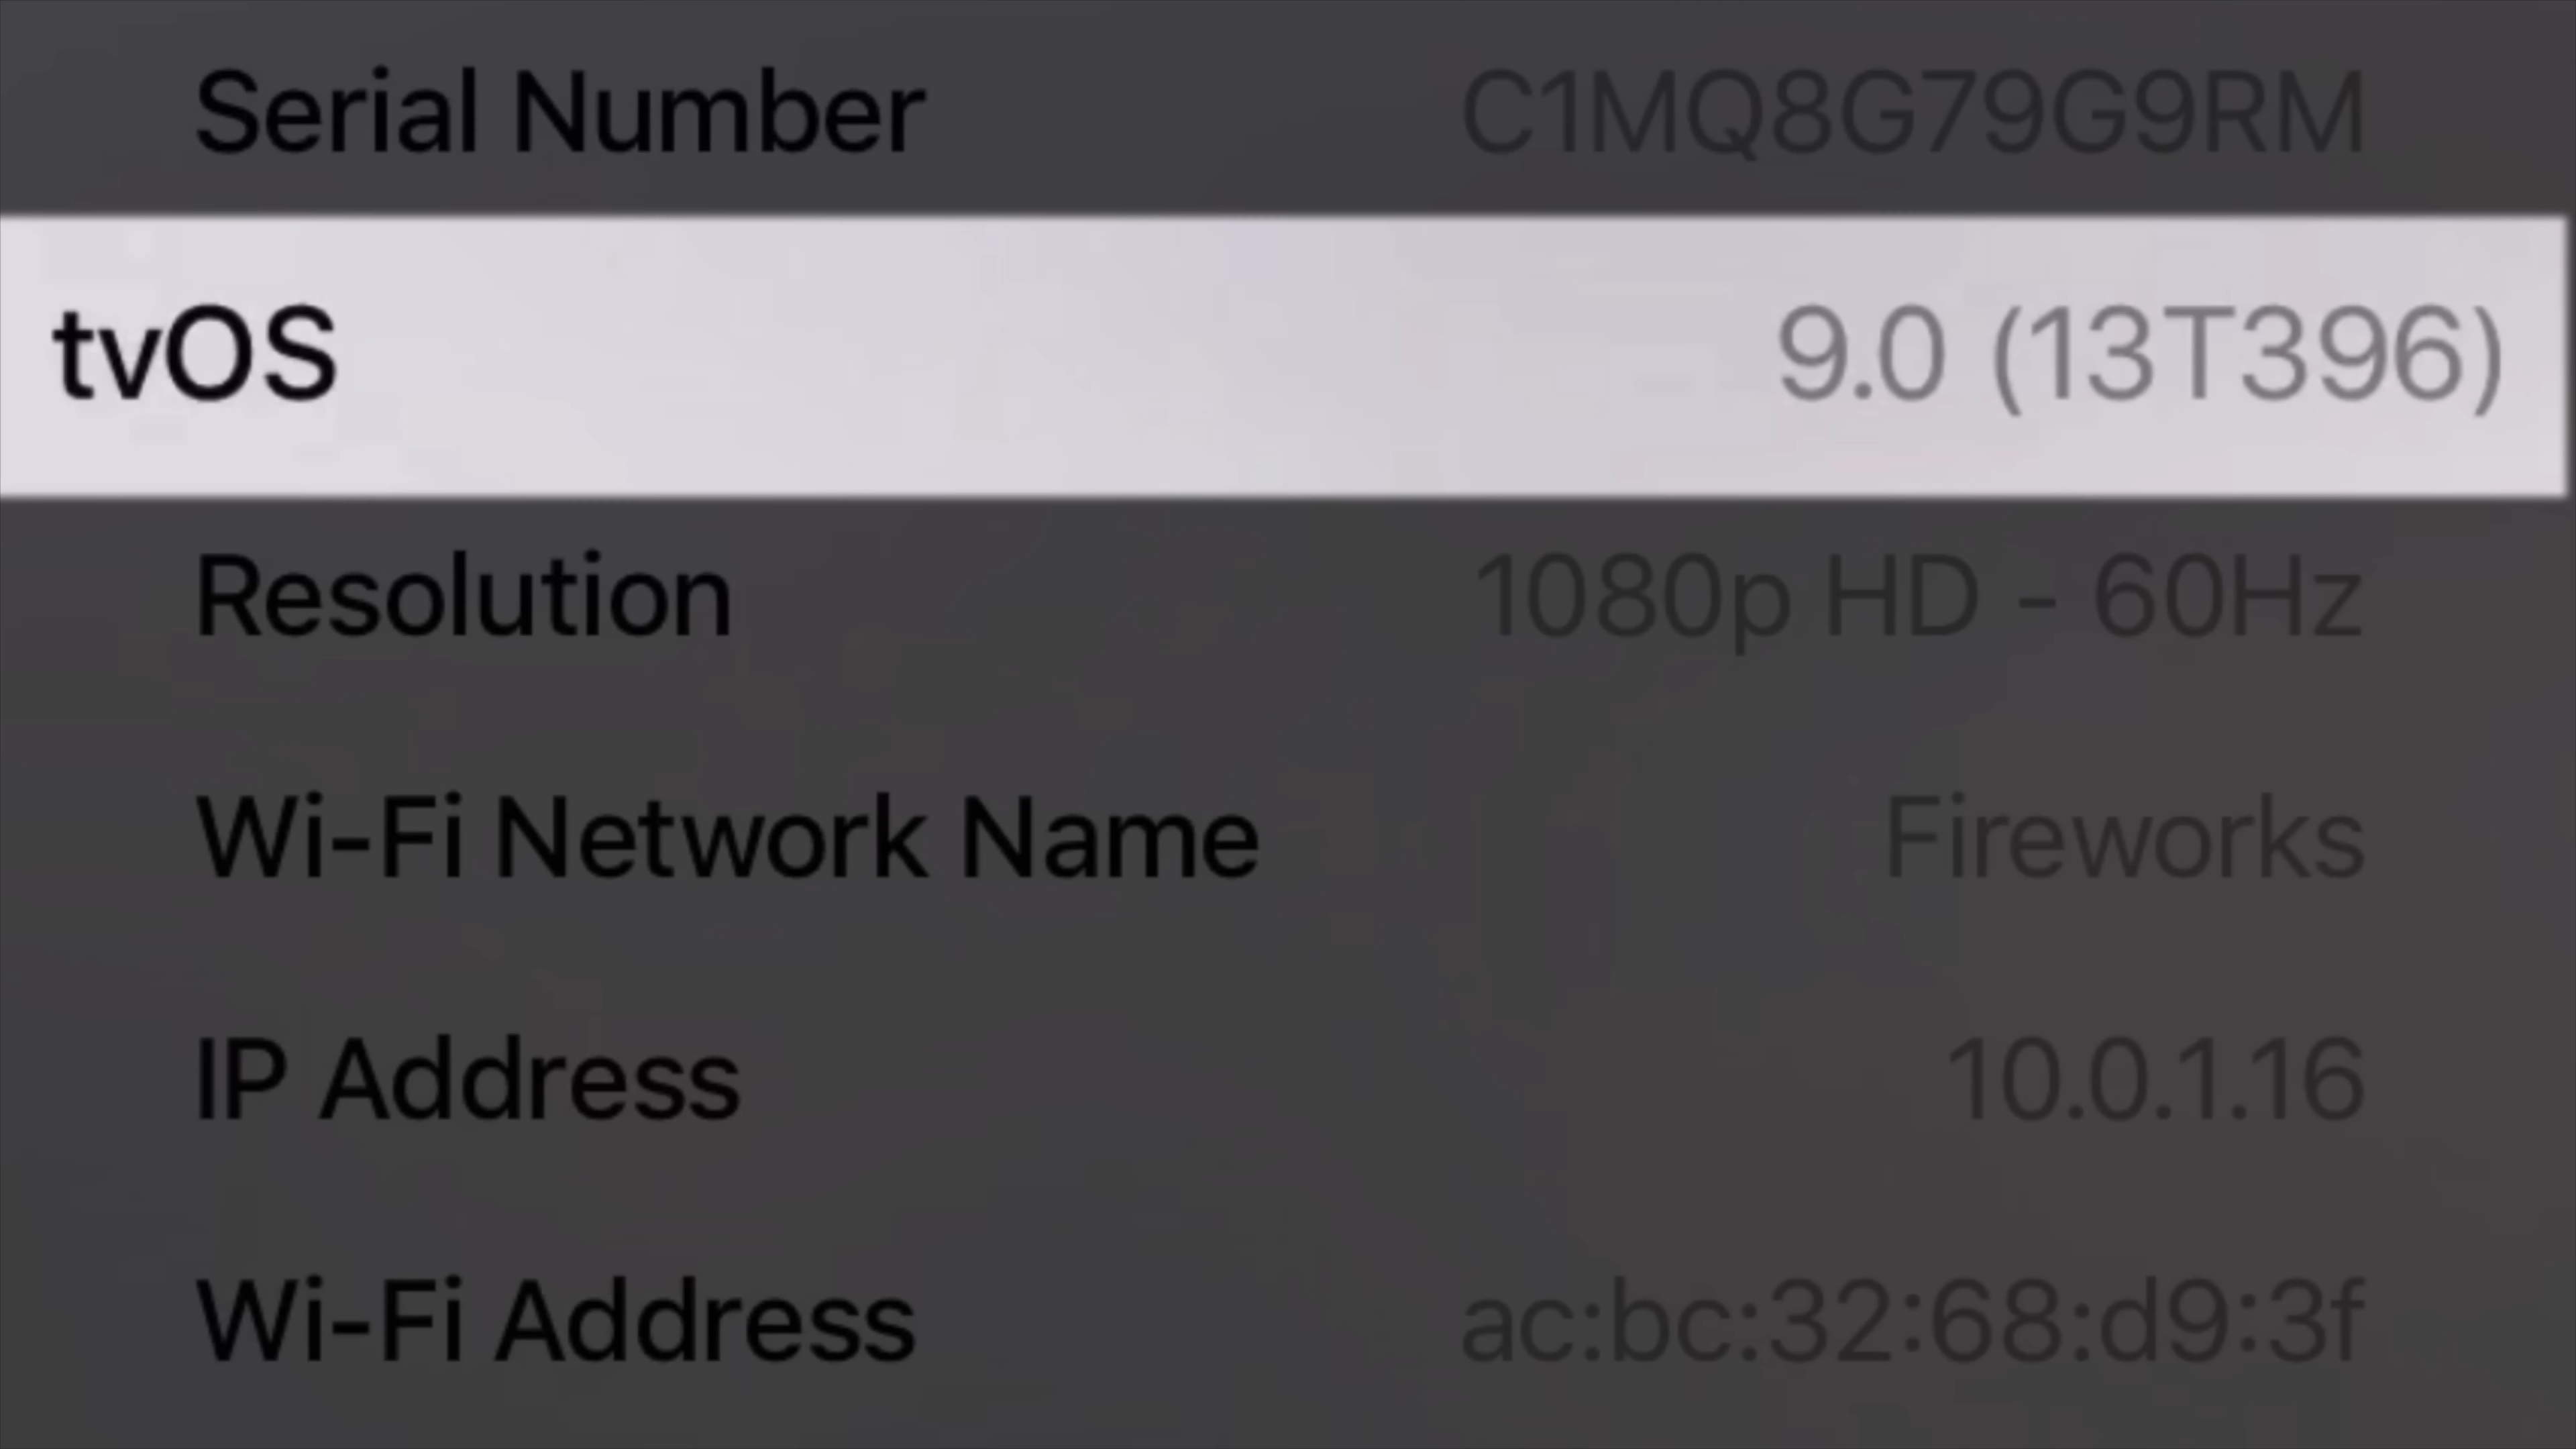 Serial Number C1MQ8G79G9RM
tvOS 9.0 (13T396)
Resolution 1080p HD - 60Hz
Wi-Fi Network Name Fireworks
IP Address 10.0.1.16
Wi-Fi Address ac:bc:32:68:d9:3f